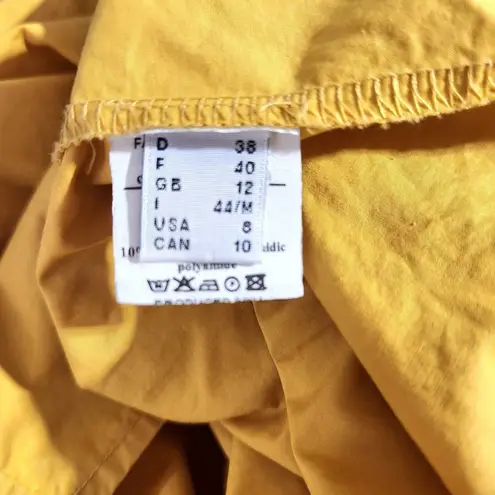 D 38
F 40
GB 12
I 44/M
USA 8
CAN 10
polyamide